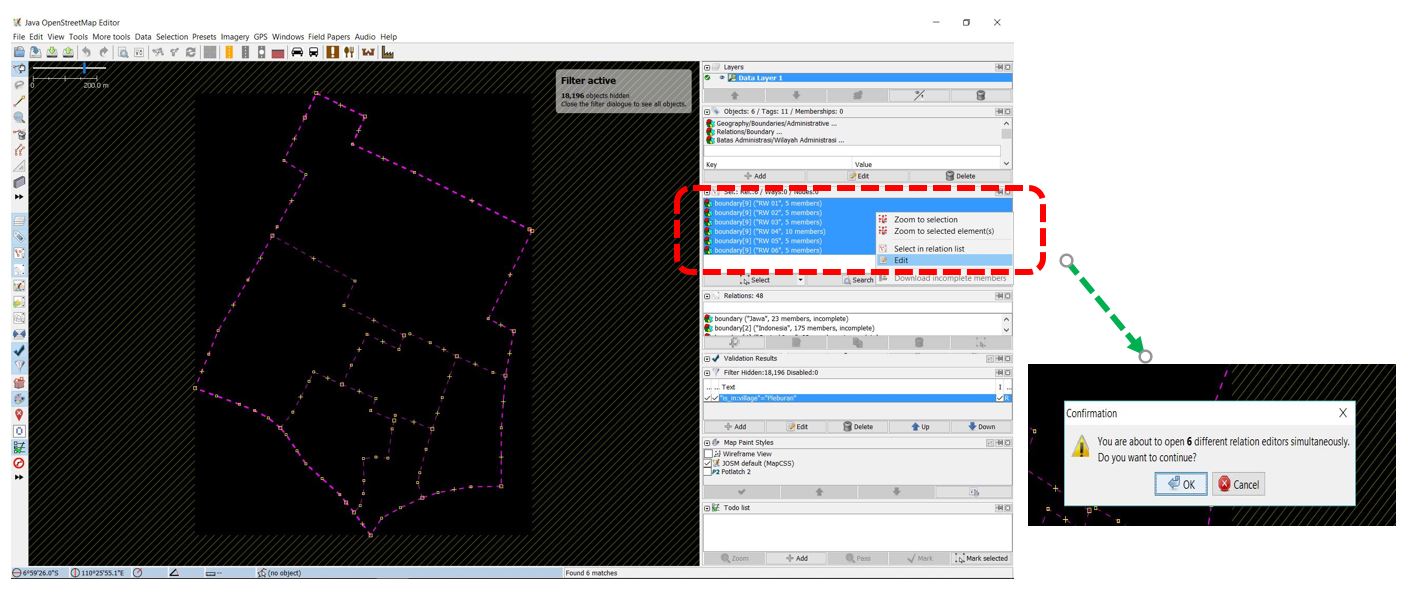 Java OpenStreetMap Editor
File Edit View Tools More tools Data Selection Presets Imagery GPS Windows Field Papers Audio Help
0 200.0 m
Filter active
18,196 objects hidden
Close the filter dialogue to see all objects.
Layers
Data Layer 1
Objects: 6 / Tags: 11 / Memberships: 0
Geography/Boundaries/Administrative ...
Relations/Boundary ...
Batas Administrasi/Wilayah Administrasi ...
Key Value
Add Edit Delete
Sel.: Rel.:6 / Ways:0 / Nodes:0
boundary[9] ("RW 01", 5 members)
boundary[9] ("RW 02", 5 members)
boundary[9] ("RW 03", 5 members)
boundary[9] ("RW 04", 10 members)
boundary[9] ("RW 05", 5 members)
boundary[9] ("RW 06", 5 members)
Zoom to selection
Zoom to selected element(s)
Select in relation list
Edit
Download incomplete members
Select Search
Relations: 48
boundary ("Jawa", 23 members, incomplete)
boundary[2] ("Indonesia", 175 members, incomplete)
Validation Results
Filter Hidden:18,196 Disabled:0
... ... Text I ...
"is_in:village"="Pleburan" R
Add Edit Delete Up Down
Map Paint Styles
Wireframe View
JOSM default (MapCSS)
Potlatch 2
Todo list
Zoom Add Pass Mark Mark selected
6°59'26.0"S 110°25'55.1"E -- (no object) Found 6 matches
Confirmation X
You are about to open 6 different relation editors simultaneously.
Do you want to continue?
OK Cancel